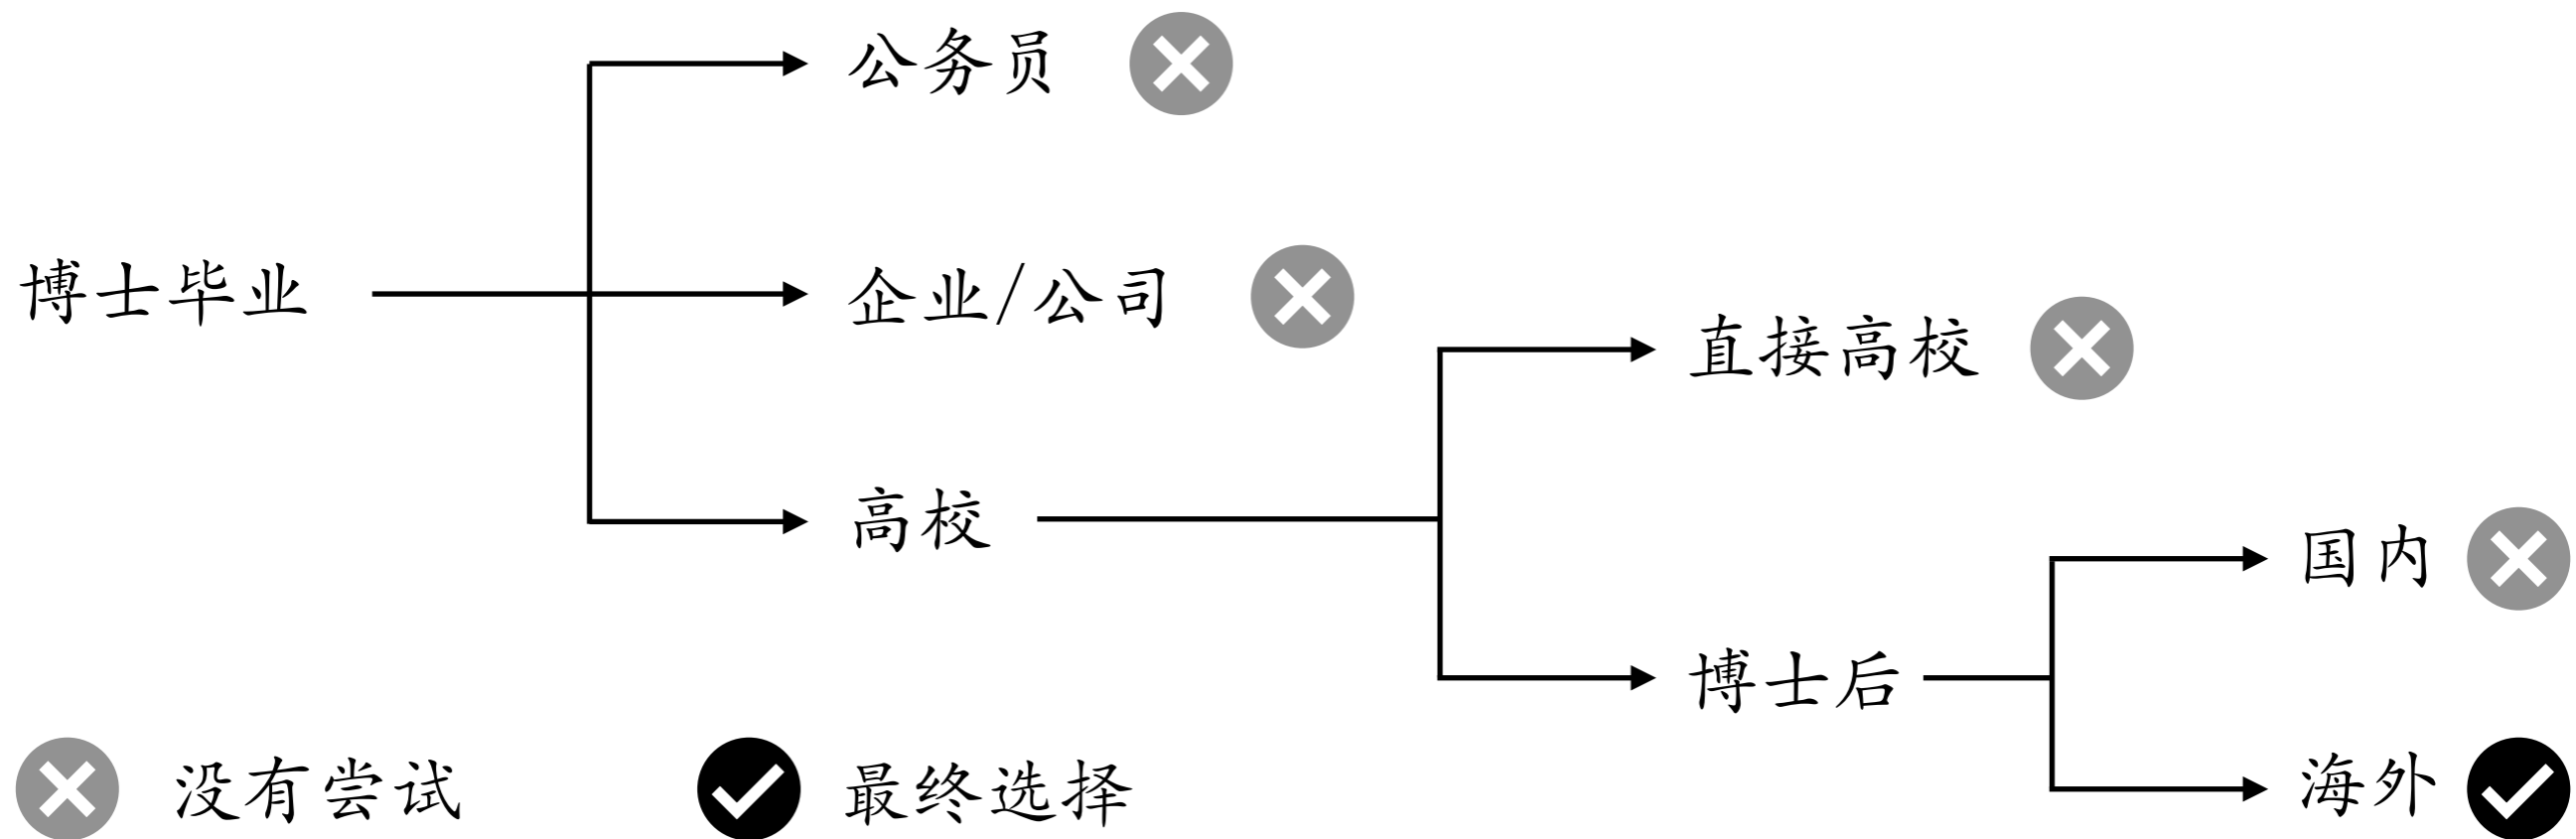 公务员
博士毕业
企业/公司
直接高校
高校
国内
博士后
没有尝试
最终选择
海外